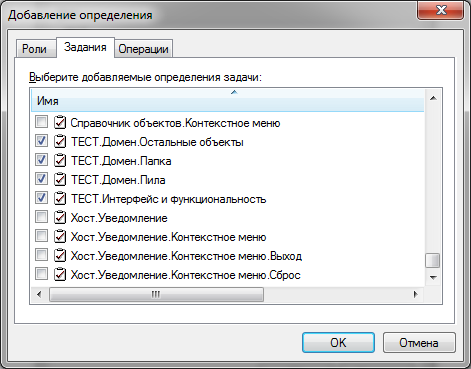 Добавление определения
Роли Задания Операции
Выберите добавляемые определения задачи:
Имя
Справочник объектов.Контекстное меню
ТЕСТ.Домен.Остальные объекты
ТЕСТ.Домен.Папка
ТЕСТ.Домен.Пила
ТЕСТ.Интерфейс и функциональность
Хост.Уведомление
Хост.Уведомление.Контекстное меню
Хост.Уведомление.Контекстное меню.Выход
Хост.Уведомление.Контекстное меню.Сброс
OK Отмена